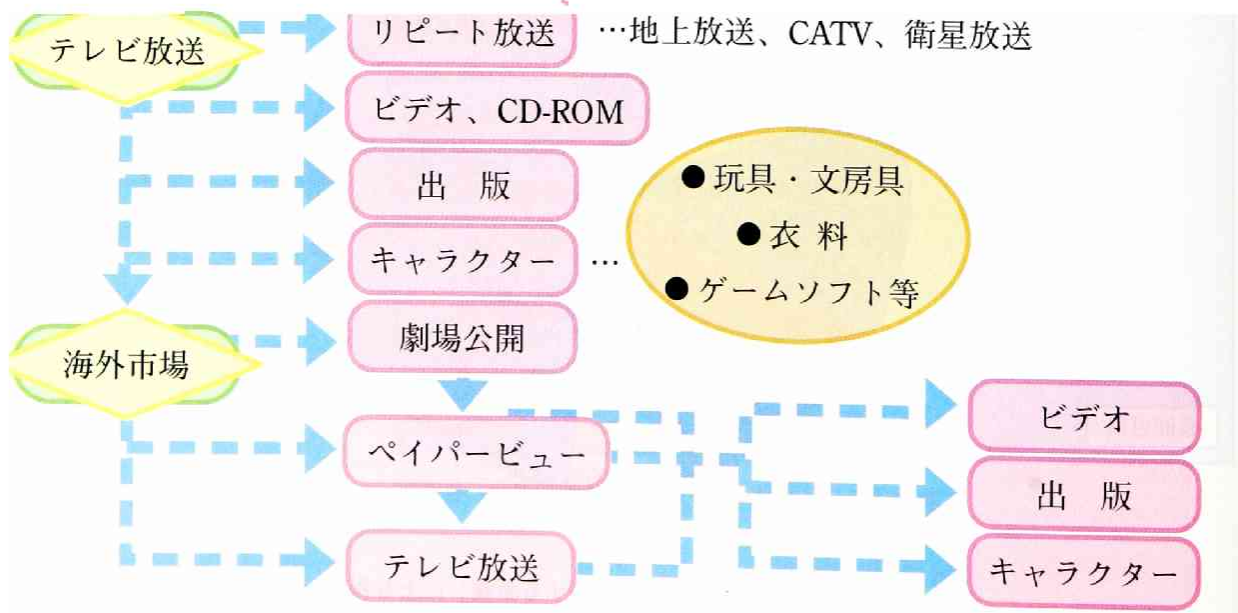 テレビ放送
リピート放送 …地上放送、CATV、衛星放送
ビデオ、CD-ROM
出 版
キャラクター …
●玩具・文房具
●衣 料
●ゲームソフト等
海外市場
劇場公開
ペイパービュー
テレビ放送
ビデオ
出 版
キャラクター